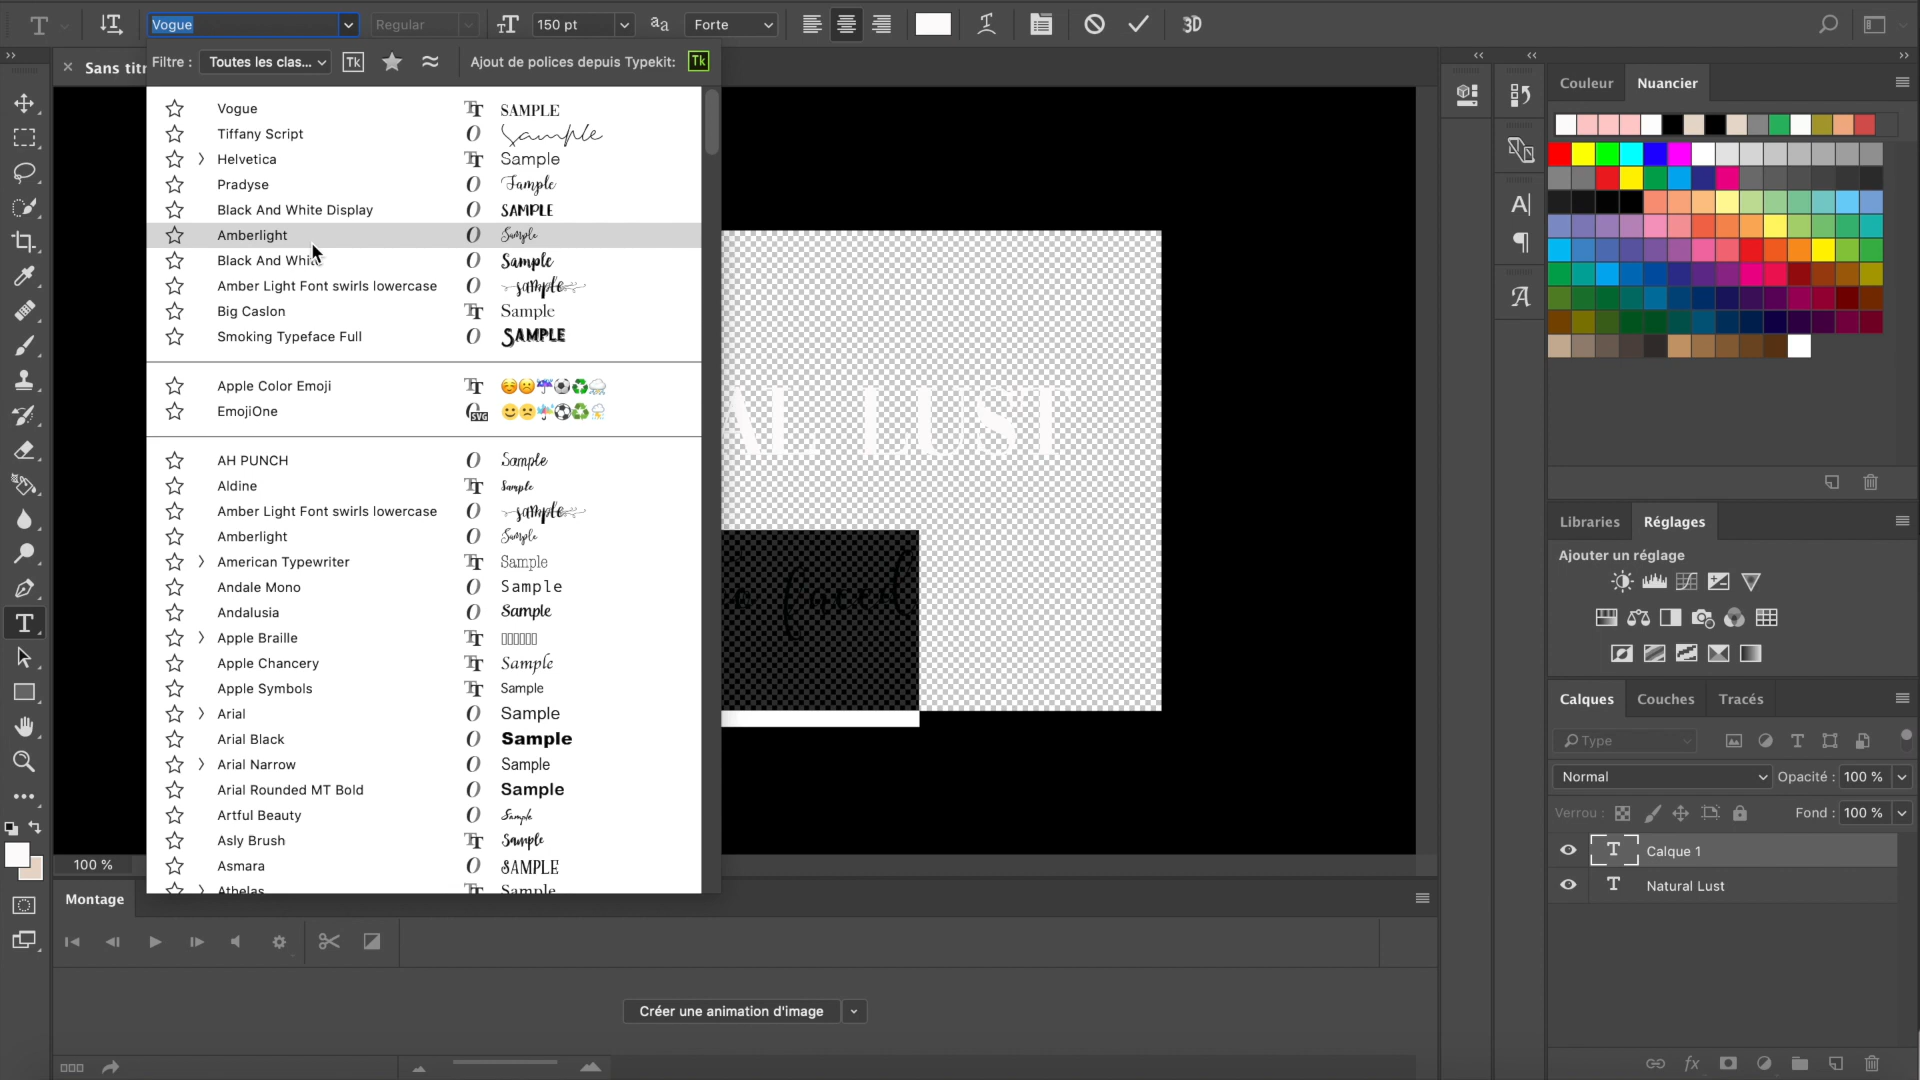 Vogue
Regular
150 pt
Forte
3D
Filtre :
Toutes les clas...
Tk
Ajout de polices depuis Typekit:
Tk
Sans titr
Vogue SAMPLE
Tiffany Script Sample
Helvetica Sample
Pradyse Sample
Black And White Display SAMPLE
Amberlight Sample
Black And Whi
Sample
Amber Light Font swirls lowercase sample
Big Caslon Sample
Smoking Typeface Full SAMPLE
Apple Color Emoji
EmojiOne
SVG
AH PUNCH Sample
Aldine Sample
Amber Light Font swirls lowercase sample
Amberlight Sample
American Typewriter Sample
Andale Mono Sample
Andalusia Sample
Apple Braille
Apple Chancery Sample
Apple Symbols Sample
Arial Sample
Arial Black Sample
Arial Narrow Sample
Arial Rounded MT Bold Sample
Artful Beauty Sample
Asly Brush Sample
Asmara SAMPLE
Athelas Sample
AL LUST
100 %
Montage
Créer une animation d'image
Couleur
Nuancier
Libraries
Réglages
Ajouter un réglage
Calques
Couches
Tracés
Type
Normal
Opacité : 100 %
Verrou :
Fond : 100 %
Calque 1
Natural Lust
fx